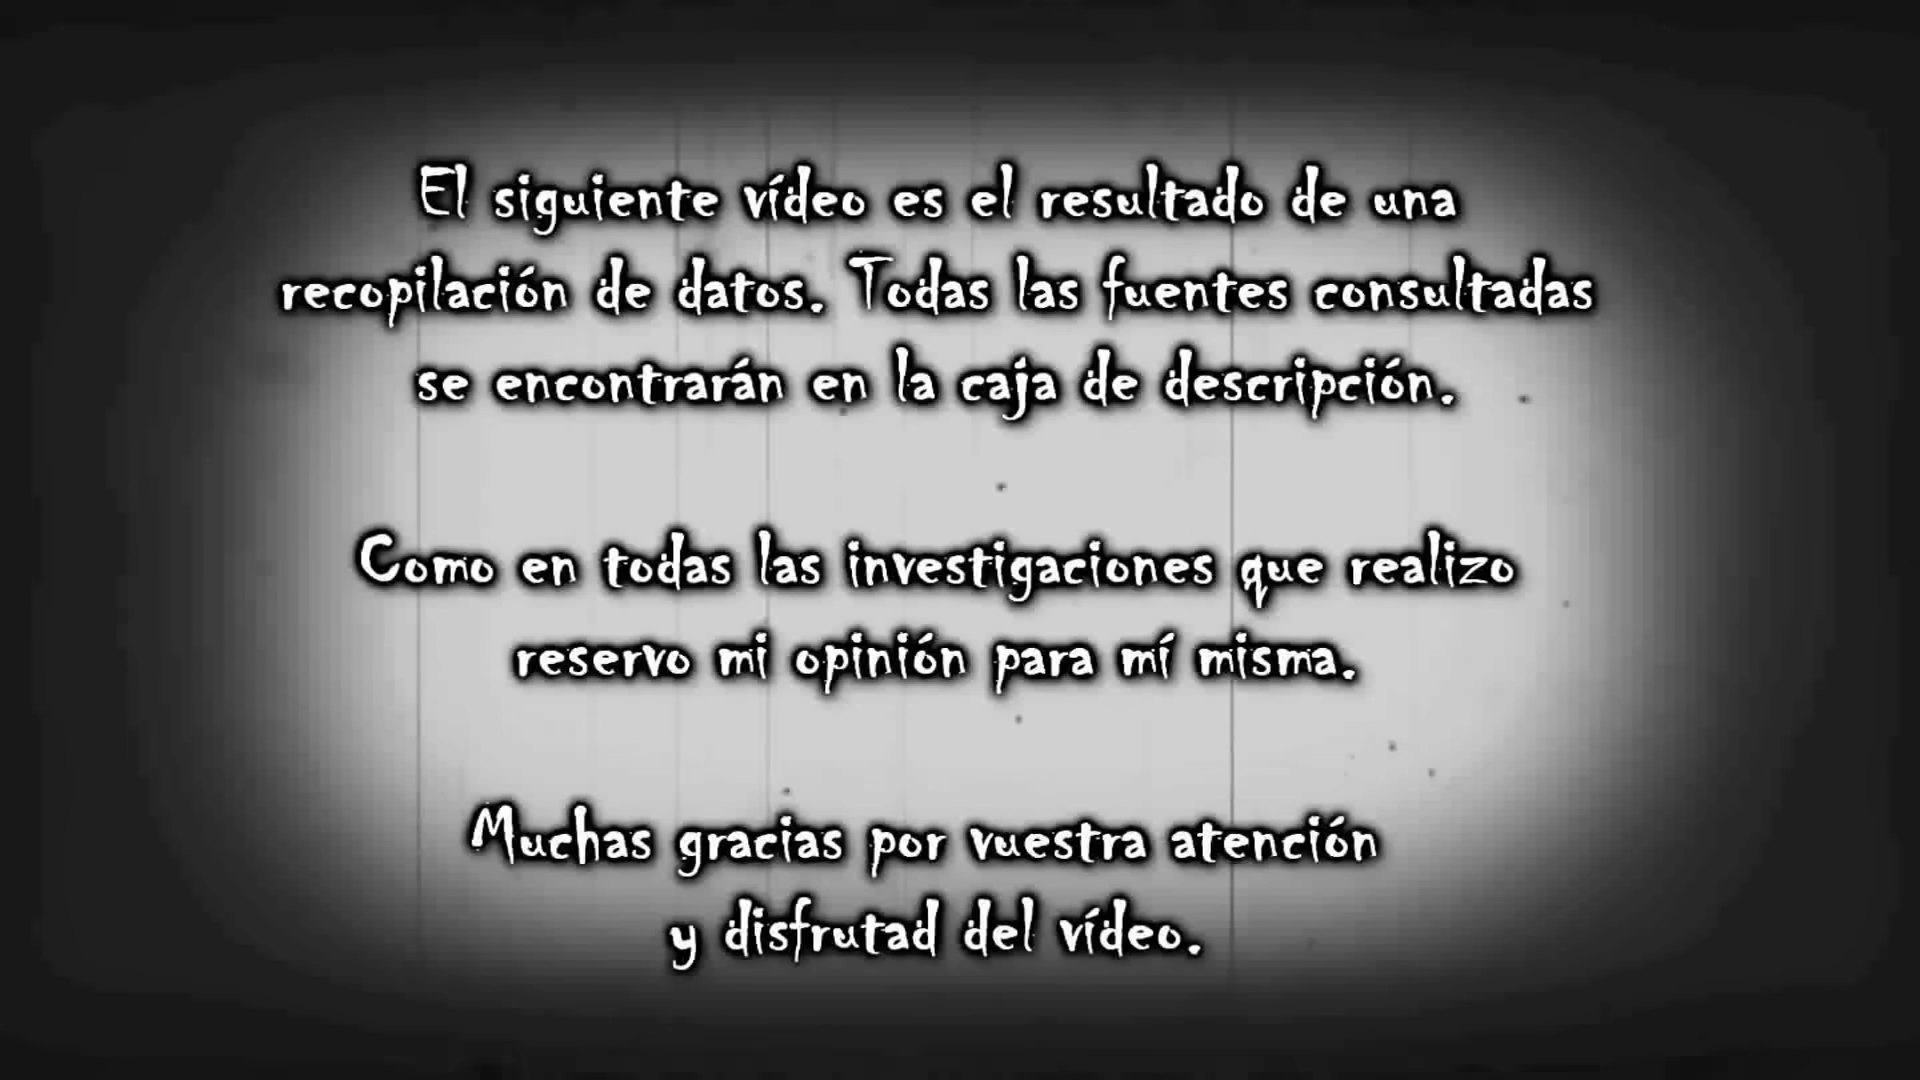 El siguiente vídeo es el resultado de una
recopilación de datos. Todas las fuentes consultadas
se encontrarán en la caja de descripción.
Como en todas las investigaciones que realizo
reservo mi opinión para mí misma.
Muchas gracias por vuestra atención
y disfrutad del vídeo.